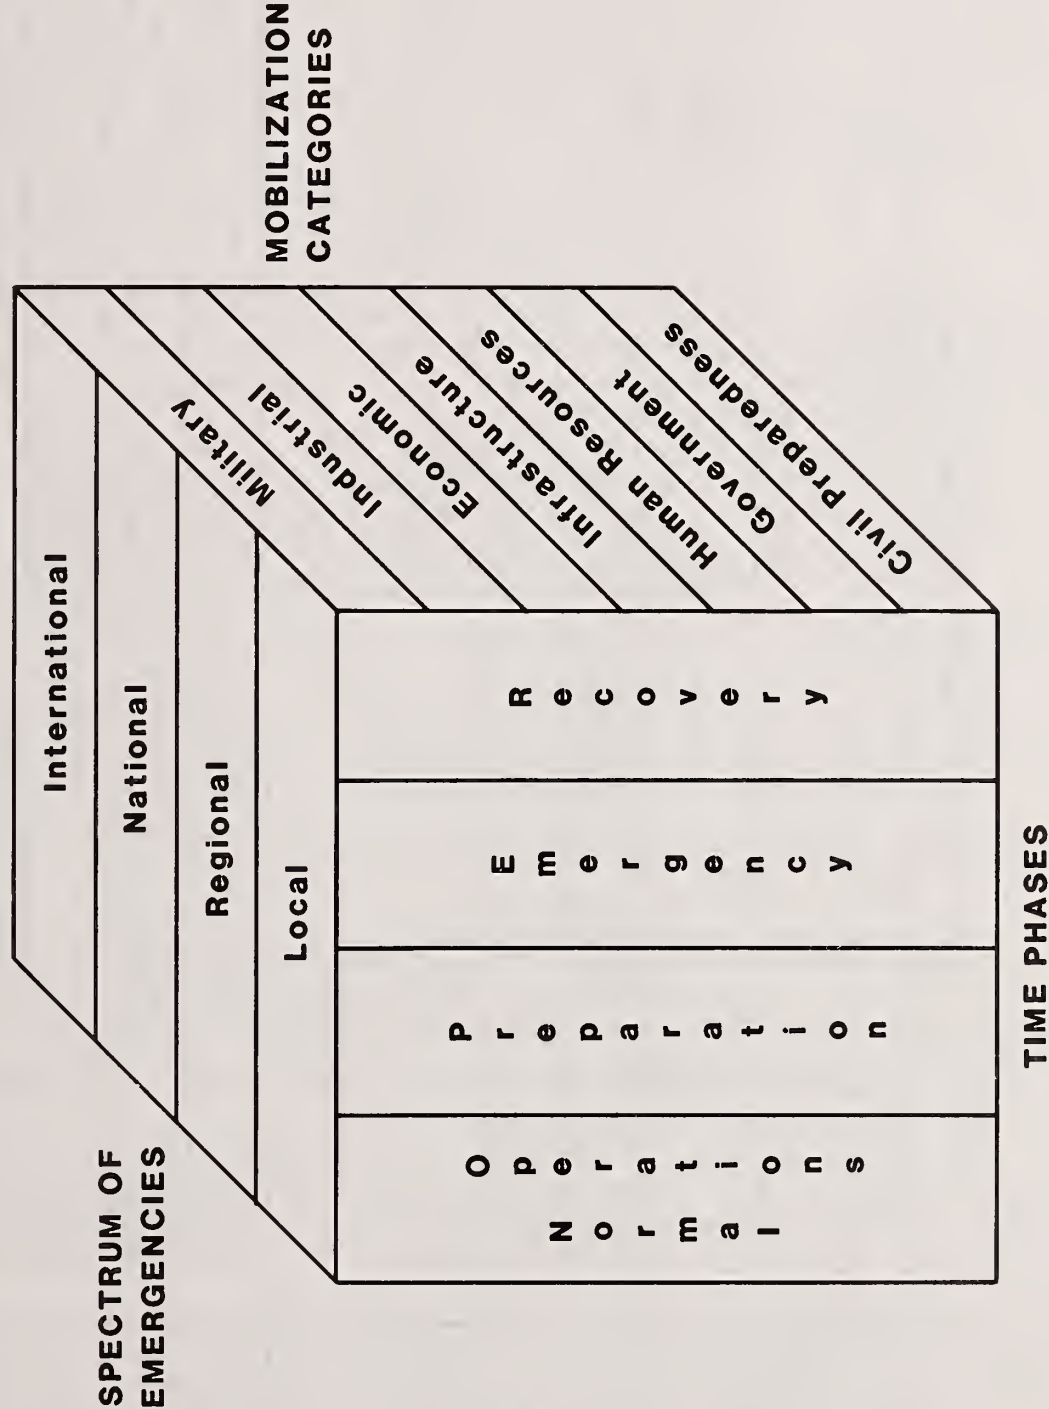 SPECTRUM OF
EMERGENCIES
International
National
Regional
Local
MOBILIZATION
CATEGORIES
Military
Industrial
Economic
Infrastructure
Human Resources
Government
Civil Preparedness
Normal
Operations
Preparation
Emergency
Recovery
TIME PHASES